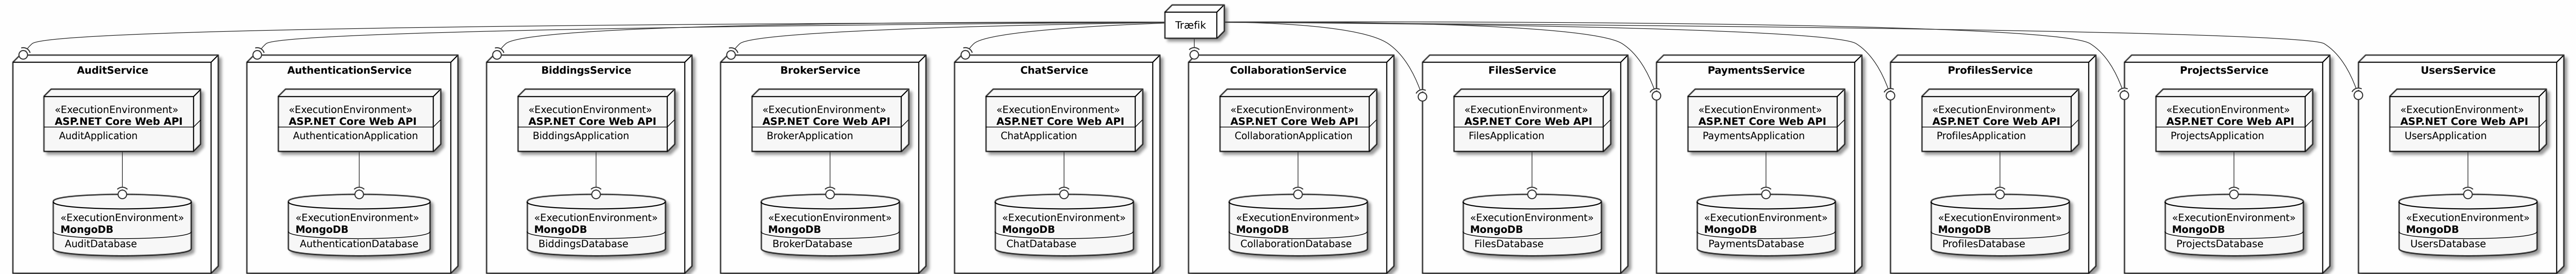 Træfik
AuditService
«ExecutionEnvironment»
ASP.NET Core Web API
AuditApplication
«ExecutionEnvironment»
MongoDB
AuditDatabase
AuthenticationService
«ExecutionEnvironment»
ASP.NET Core Web API
AuthenticationApplication
«ExecutionEnvironment»
MongoDB
AuthenticationDatabase
BiddingsService
«ExecutionEnvironment»
ASP.NET Core Web API
BiddingsApplication
«ExecutionEnvironment»
MongoDB
BiddingsDatabase
BrokerService
«ExecutionEnvironment»
ASP.NET Core Web API
BrokerApplication
«ExecutionEnvironment»
MongoDB
BrokerDatabase
ChatService
«ExecutionEnvironment»
ASP.NET Core Web API
ChatApplication
«ExecutionEnvironment»
MongoDB
ChatDatabase
CollaborationService
«ExecutionEnvironment»
ASP.NET Core Web API
CollaborationApplication
«ExecutionEnvironment»
MongoDB
CollaborationDatabase
FilesService
«ExecutionEnvironment»
ASP.NET Core Web API
FilesApplication
«ExecutionEnvironment»
MongoDB
FilesDatabase
PaymentsService
«ExecutionEnvironment»
ASP.NET Core Web API
PaymentsApplication
«ExecutionEnvironment»
MongoDB
PaymentsDatabase
ProfilesService
«ExecutionEnvironment»
ASP.NET Core Web API
ProfilesApplication
«ExecutionEnvironment»
MongoDB
ProfilesDatabase
ProjectsService
«ExecutionEnvironment»
ASP.NET Core Web API
ProjectsApplication
«ExecutionEnvironment»
MongoDB
ProjectsDatabase
UsersService
«ExecutionEnvironment»
ASP.NET Core Web API
UsersApplication
«ExecutionEnvironment»
MongoDB
UsersDatabase